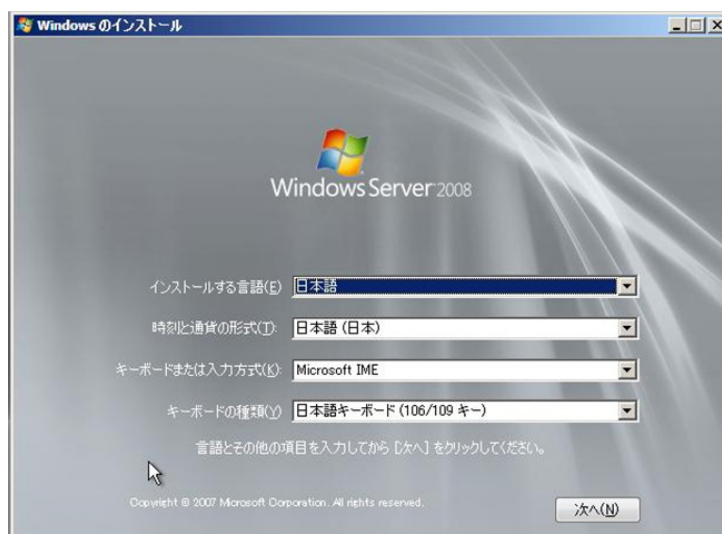 Windows のインストール
Windows Server 2008
インストールする言語(E) 日本語
時刻と通貨の形式(T): 日本語 (日本)
キーボードまたは入力方式(K): Microsoft IME
キーボードの種類(Y) 日本語キーボード (106/109 キー)
言語とその他の項目を入力してから [次へ] をクリックしてください。
Copyright © 2007 Microsoft Corporation. All rights reserved.
次へ(N)